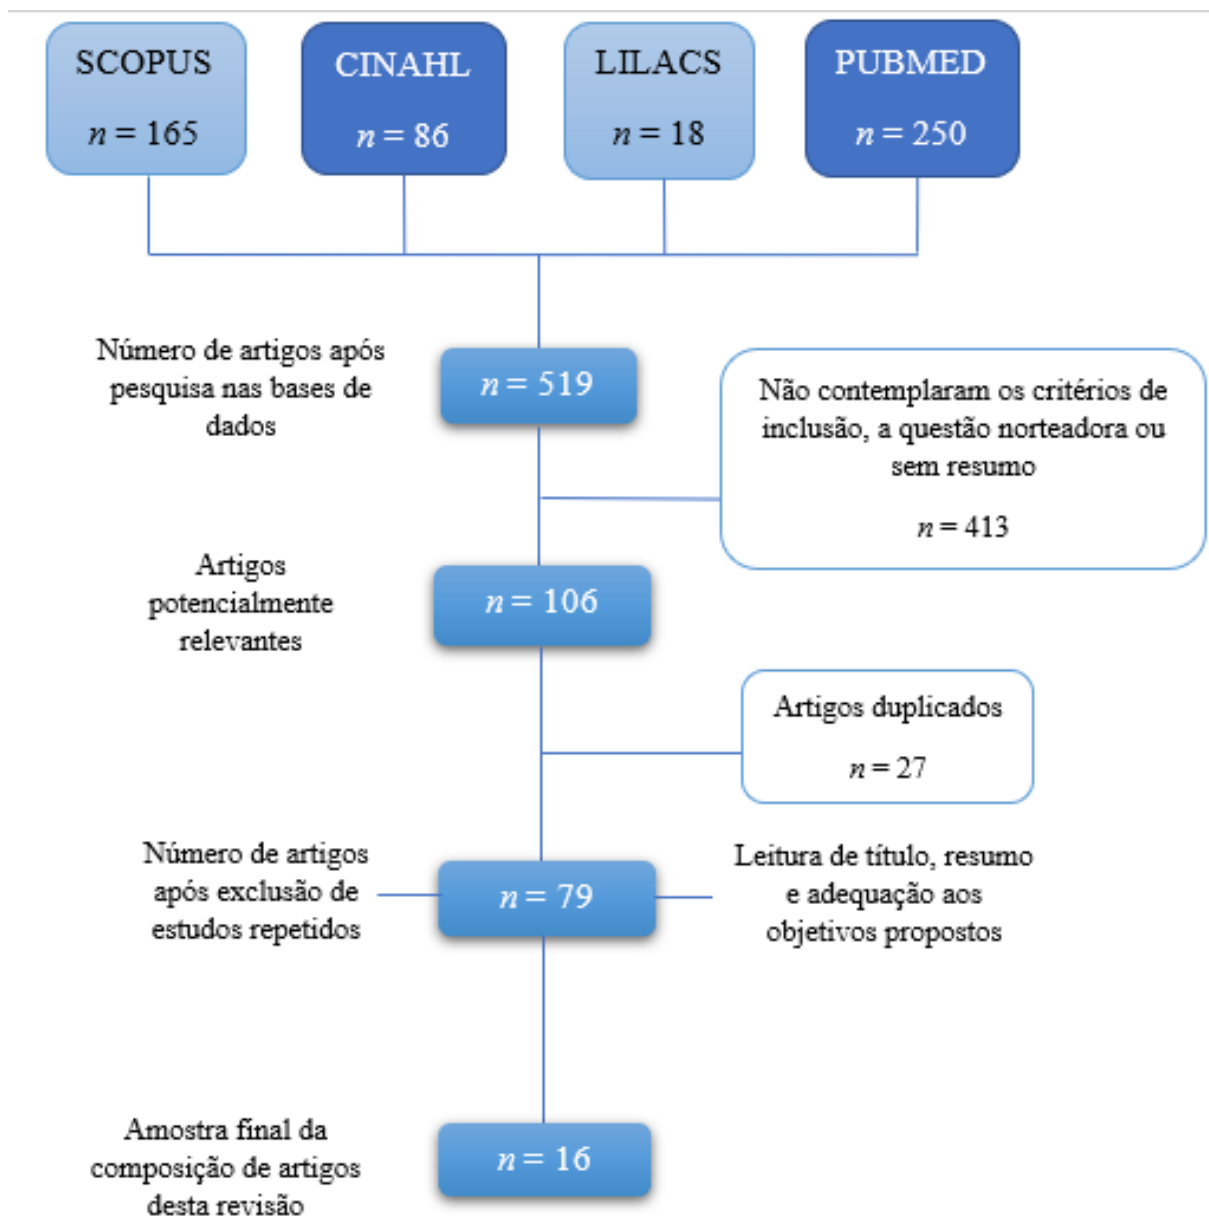 SCOPUS
n = 165
CINAHL
n = 86
LILACS
n = 18
PUBMED
n = 250
Número de artigos após
pesquisa nas bases de
dados
n = 519
Não contemplaram os critérios de
inclusão, a questão norteadora ou
sem resumo
n = 413
Artigos
potencialmente
relevantes
n = 106
Artigos duplicados
n = 27
Número de artigos
após exclusão de
estudos repetidos
n = 79
Leitura de título, resumo
e adequação aos
objetivos propostos
Amostra final da
composição de artigos
desta revisão
n = 16